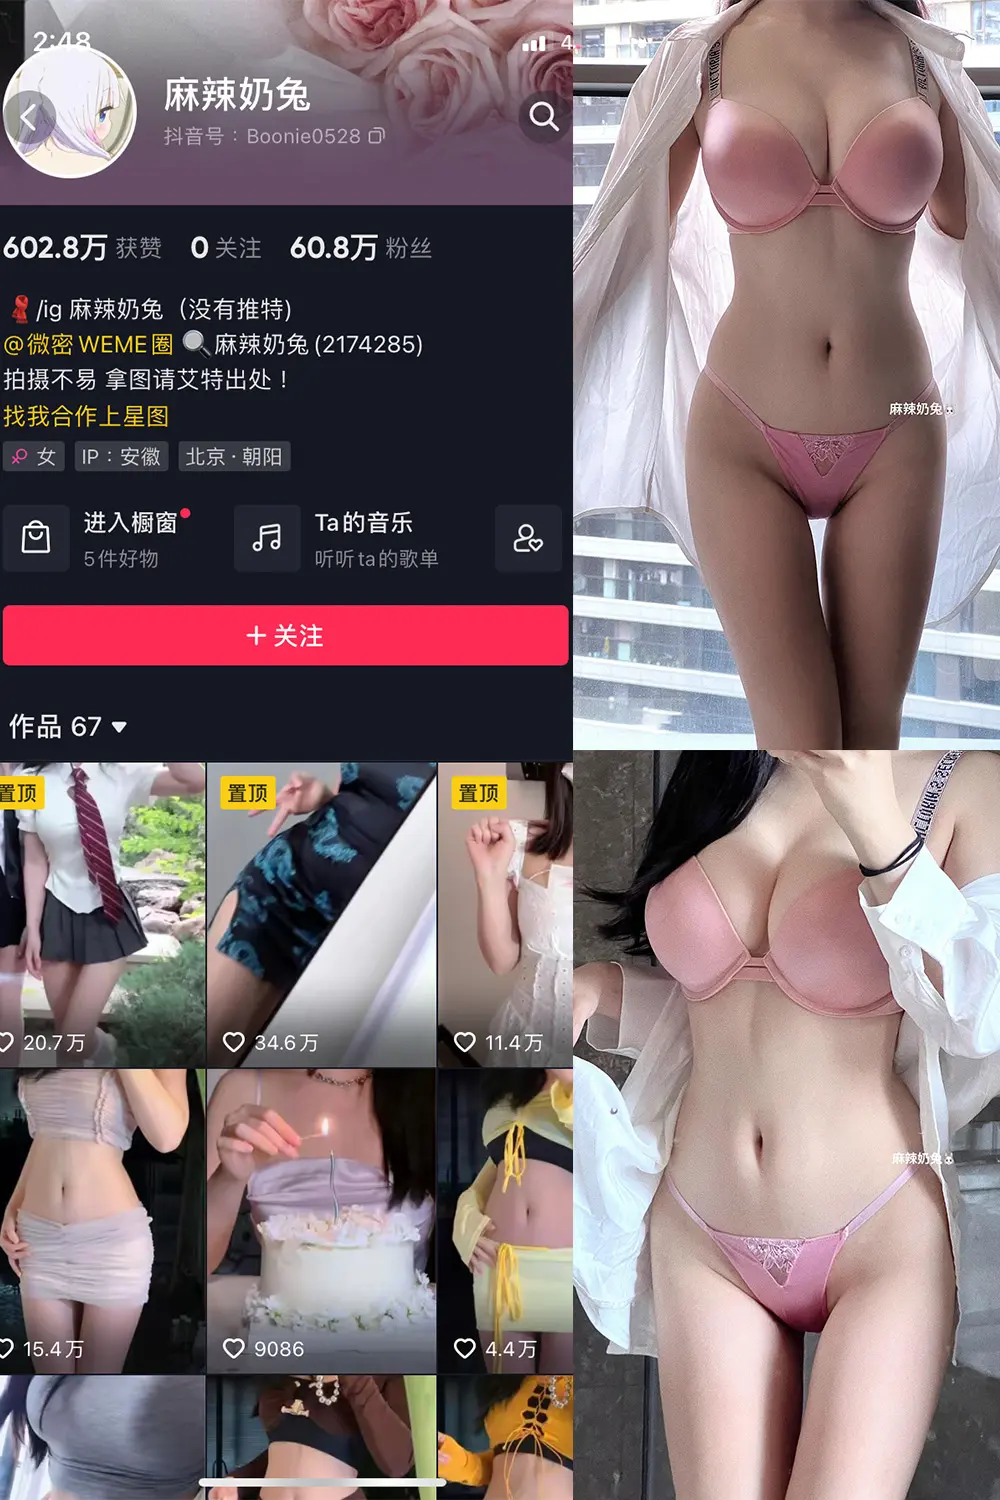 2:48
4
麻辣奶兔
抖音号：Boonie0528
602.8万 获赞 0 关注 60.8万 粉丝
/ig 麻辣奶兔（没有推特)
@微密 WEME圈 麻辣奶兔(2174285)
拍摄不易 拿图请艾特出处！
找我合作上星图
女 IP：安徽 北京·朝阳
进入橱窗 Ta的音乐
5件好物 听听ta的歌单
+ 关注
作品 67
置顶 置顶 置顶
20.7万 34.6万 11.4万
15.4万 9086 4.4万
麻辣奶兔
麻辣奶兔